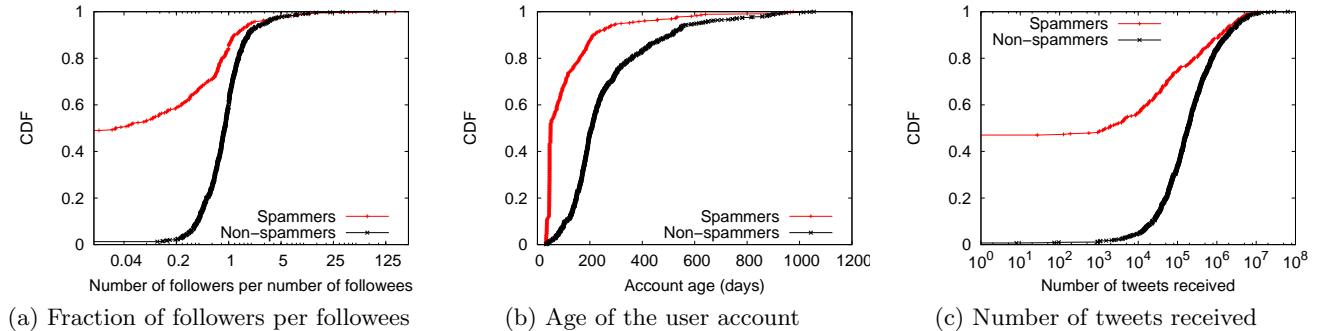 CDF
1
0.8
0.6
0.4
0.2
0
Spammers
Non-spammers
0.04 0.2 1 5 25 125
Number of followers per number of followees
(a) Fraction of followers per followees
CDF
1
0.8
0.6
0.4
0.2
0
Spammers
Non-spammers
0 200 400 600 800 1000 1200
Account age (days)
(b) Age of the user account
CDF
1
0.8
0.6
0.4
0.2
0
Spammers
Non-spammers
10^0 10^1 10^2 10^3 10^4 10^5 10^6 10^7 10^8
Number of tweets received
(c) Number of tweets received